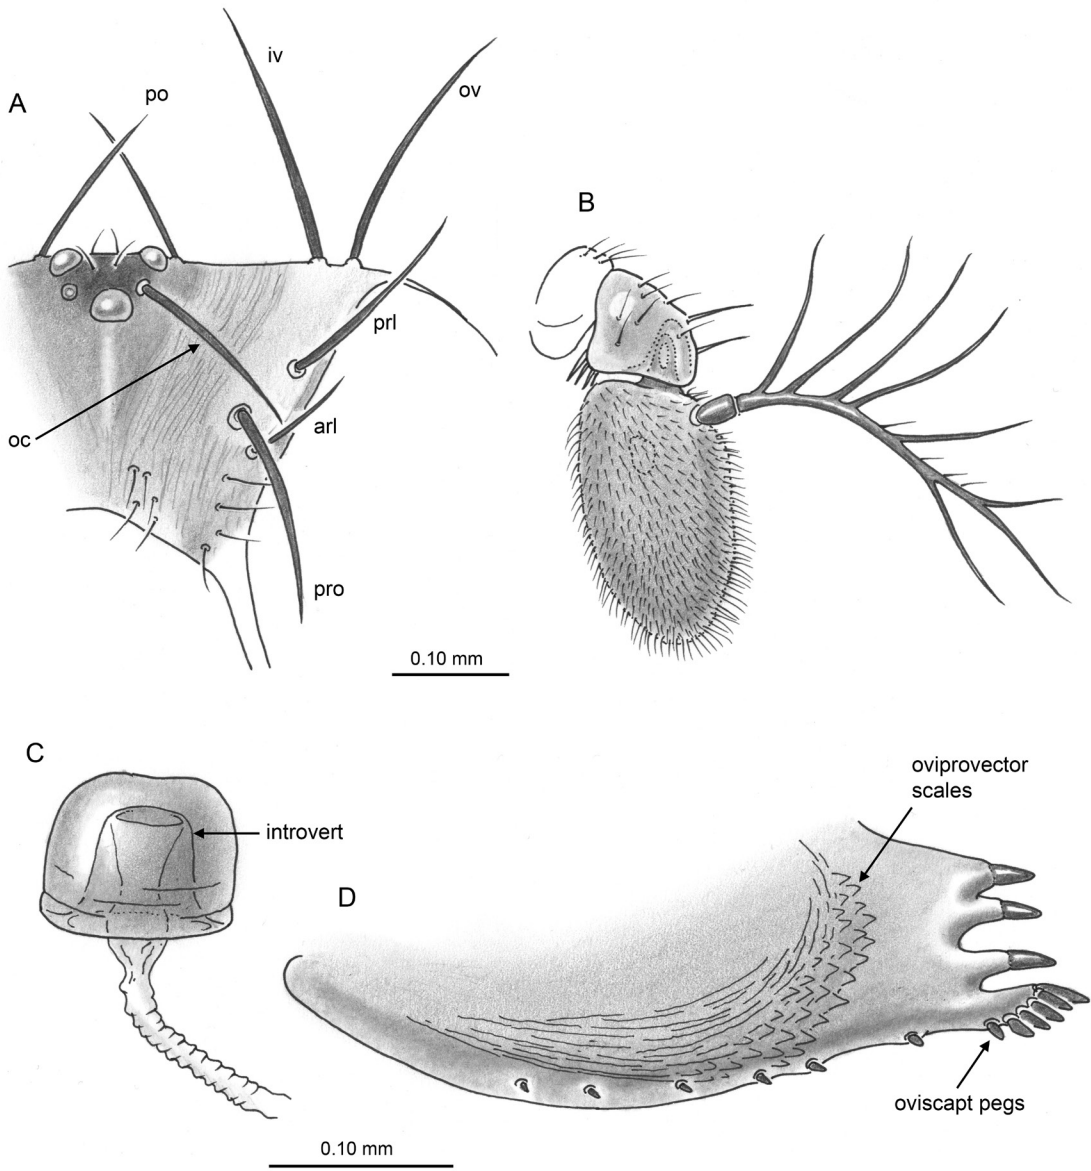 A
po
iv
ov
prl
oc
arl
pro
0.10 mm
B
C
introvert
D
oviprovector
scales
oviscapt pegs
0.10 mm